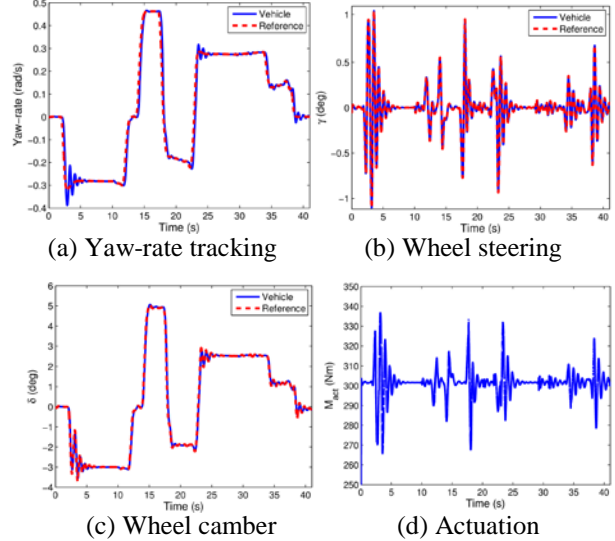 Vehicle
Reference
Yaw-rate (rad/s)
0.5
0.4
0.3
0.2
0.1
0
-0.1
-0.2
-0.3
-0.4
0 5 10 15 20 25 30 35 40
Time (s)
(a) Yaw-rate tracking
Vehicle
Reference
γ (deg)
1
0.5
0
-0.5
-1
0 5 10 15 20 25 30 35 40
Time (s)
(b) Wheel steering
Vehicle
Reference
δ (deg)
6
5
4
3
2
1
0
-1
-2
-3
-4
0 5 10 15 20 25 30 35 40
Time (s)
(c) Wheel camber
M_act (Nm)
350
340
330
320
310
300
290
280
270
260
250
0 5 10 15 20 25 30 35 40
Time (s)
(d) Actuation